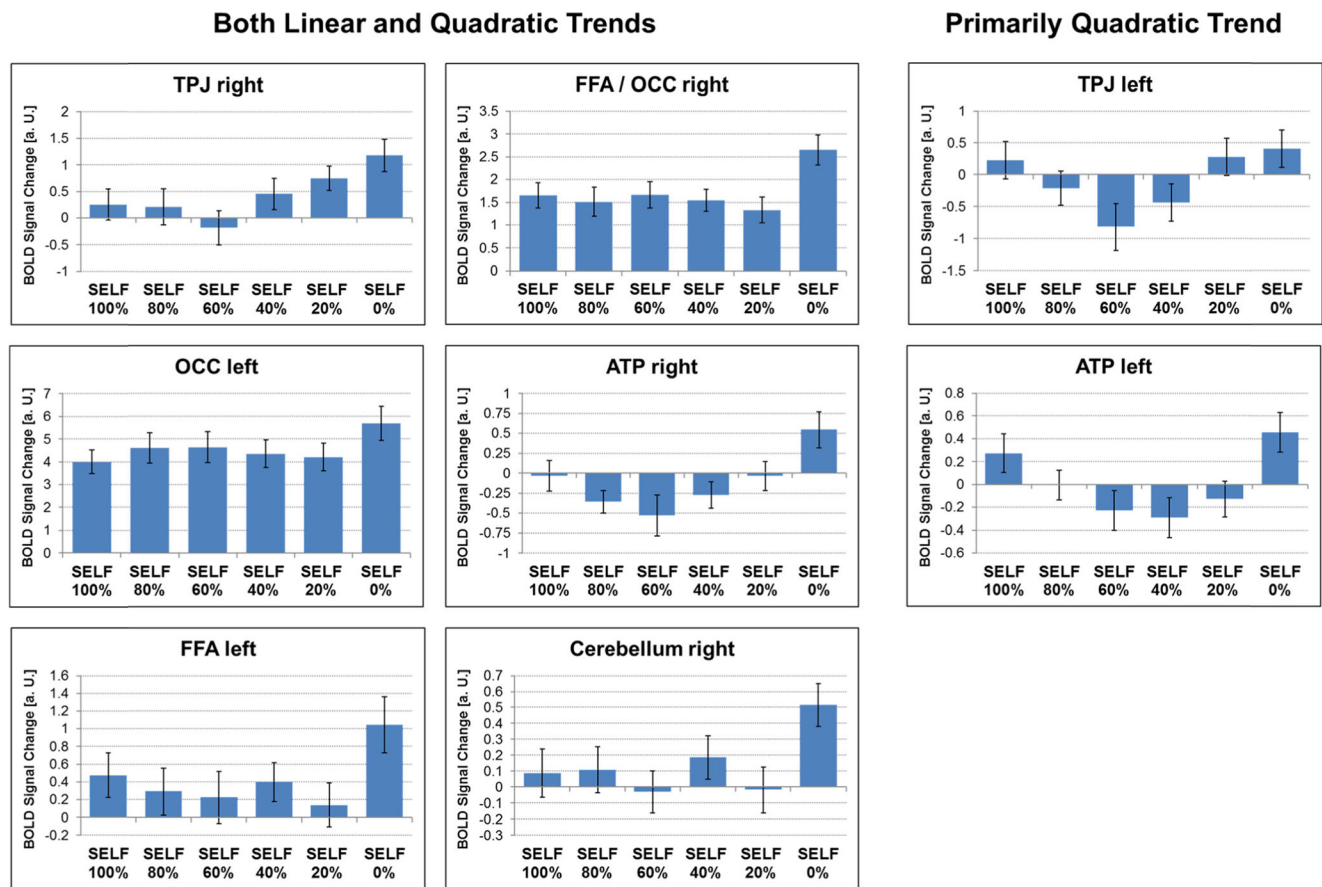 Both Linear and Quadratic Trends
Primarily Quadratic Trend
TPJ right
BOLD Signal Change [a. U.]
2
1.5
1
0.5
0
-0.5
-1
SELF SELF SELF SELF SELF SELF
100% 80% 60% 40% 20% 0%
FFA / OCC right
BOLD Signal Change [a. U.]
3.5
3
2.5
2
1.5
1
0.5
0
SELF SELF SELF SELF SELF SELF
100% 80% 60% 40% 20% 0%
TPJ left
BOLD Signal Change [a. U.]
1
0.5
0
-0.5
-1
-1.5
SELF SELF SELF SELF SELF SELF
100% 80% 60% 40% 20% 0%
OCC left
BOLD Signal Change [a. U.]
7
6
5
4
3
2
1
0
SELF SELF SELF SELF SELF SELF
100% 80% 60% 40% 20% 0%
ATP right
BOLD Signal Change [a. U.]
1
0.75
0.5
0.25
0
-0.25
-0.5
-0.75
-1
SELF SELF SELF SELF SELF SELF
100% 80% 60% 40% 20% 0%
ATP left
BOLD Signal Change [a. U.]
0.8
0.6
0.4
0.2
0
-0.2
-0.4
-0.6
SELF SELF SELF SELF SELF SELF
100% 80% 60% 40% 20% 0%
FFA left
BOLD Signal Change [a. U.]
1.6
1.4
1.2
1
0.8
0.6
0.4
0.2
0
-0.2
SELF SELF SELF SELF SELF SELF
100% 80% 60% 40% 20% 0%
Cerebellum right
BOLD Signal Change [a. U.]
0.7
0.6
0.5
0.4
0.3
0.2
0.1
0
-0.1
-0.2
-0.3
SELF SELF SELF SELF SELF SELF
100% 80% 60% 40% 20% 0%